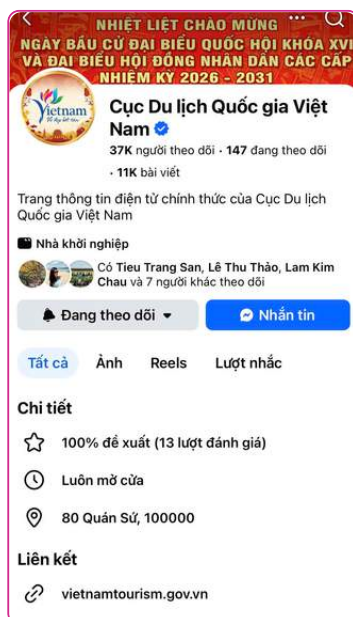 NHIỆT LIỆT CHÀO MỪNG
NGÀY BẦU CỬ ĐẠI BIỂU QUỐC HỘI KHÓA XVI
VÀ ĐẠI BIỂU HỘI ĐỒNG NHÂN DÂN CÁC CẤP
NHIỆM KỲ 2026 - 2031
Vietnam
Cục Du lịch Quốc gia Việt
Nam
37K người theo dõi · 147 đang theo dõi
· 11K bài viết
Trang thông tin điện tử chính thức của Cục Du lịch
Quốc gia Việt Nam
Nhà khởi nghiệp
Có Tieu Trang San, Lê Thu Thảo, Lam Kim
Chau và 7 người khác theo dõi
Đang theo dõi
Nhắn tin
Tất cả Ảnh Reels Lượt nhắc
Chi tiết
100% đề xuất (13 lượt đánh giá)
Luôn mở cửa
80 Quán Sứ, 100000
Liên kết
vietnamtourism.gov.vn